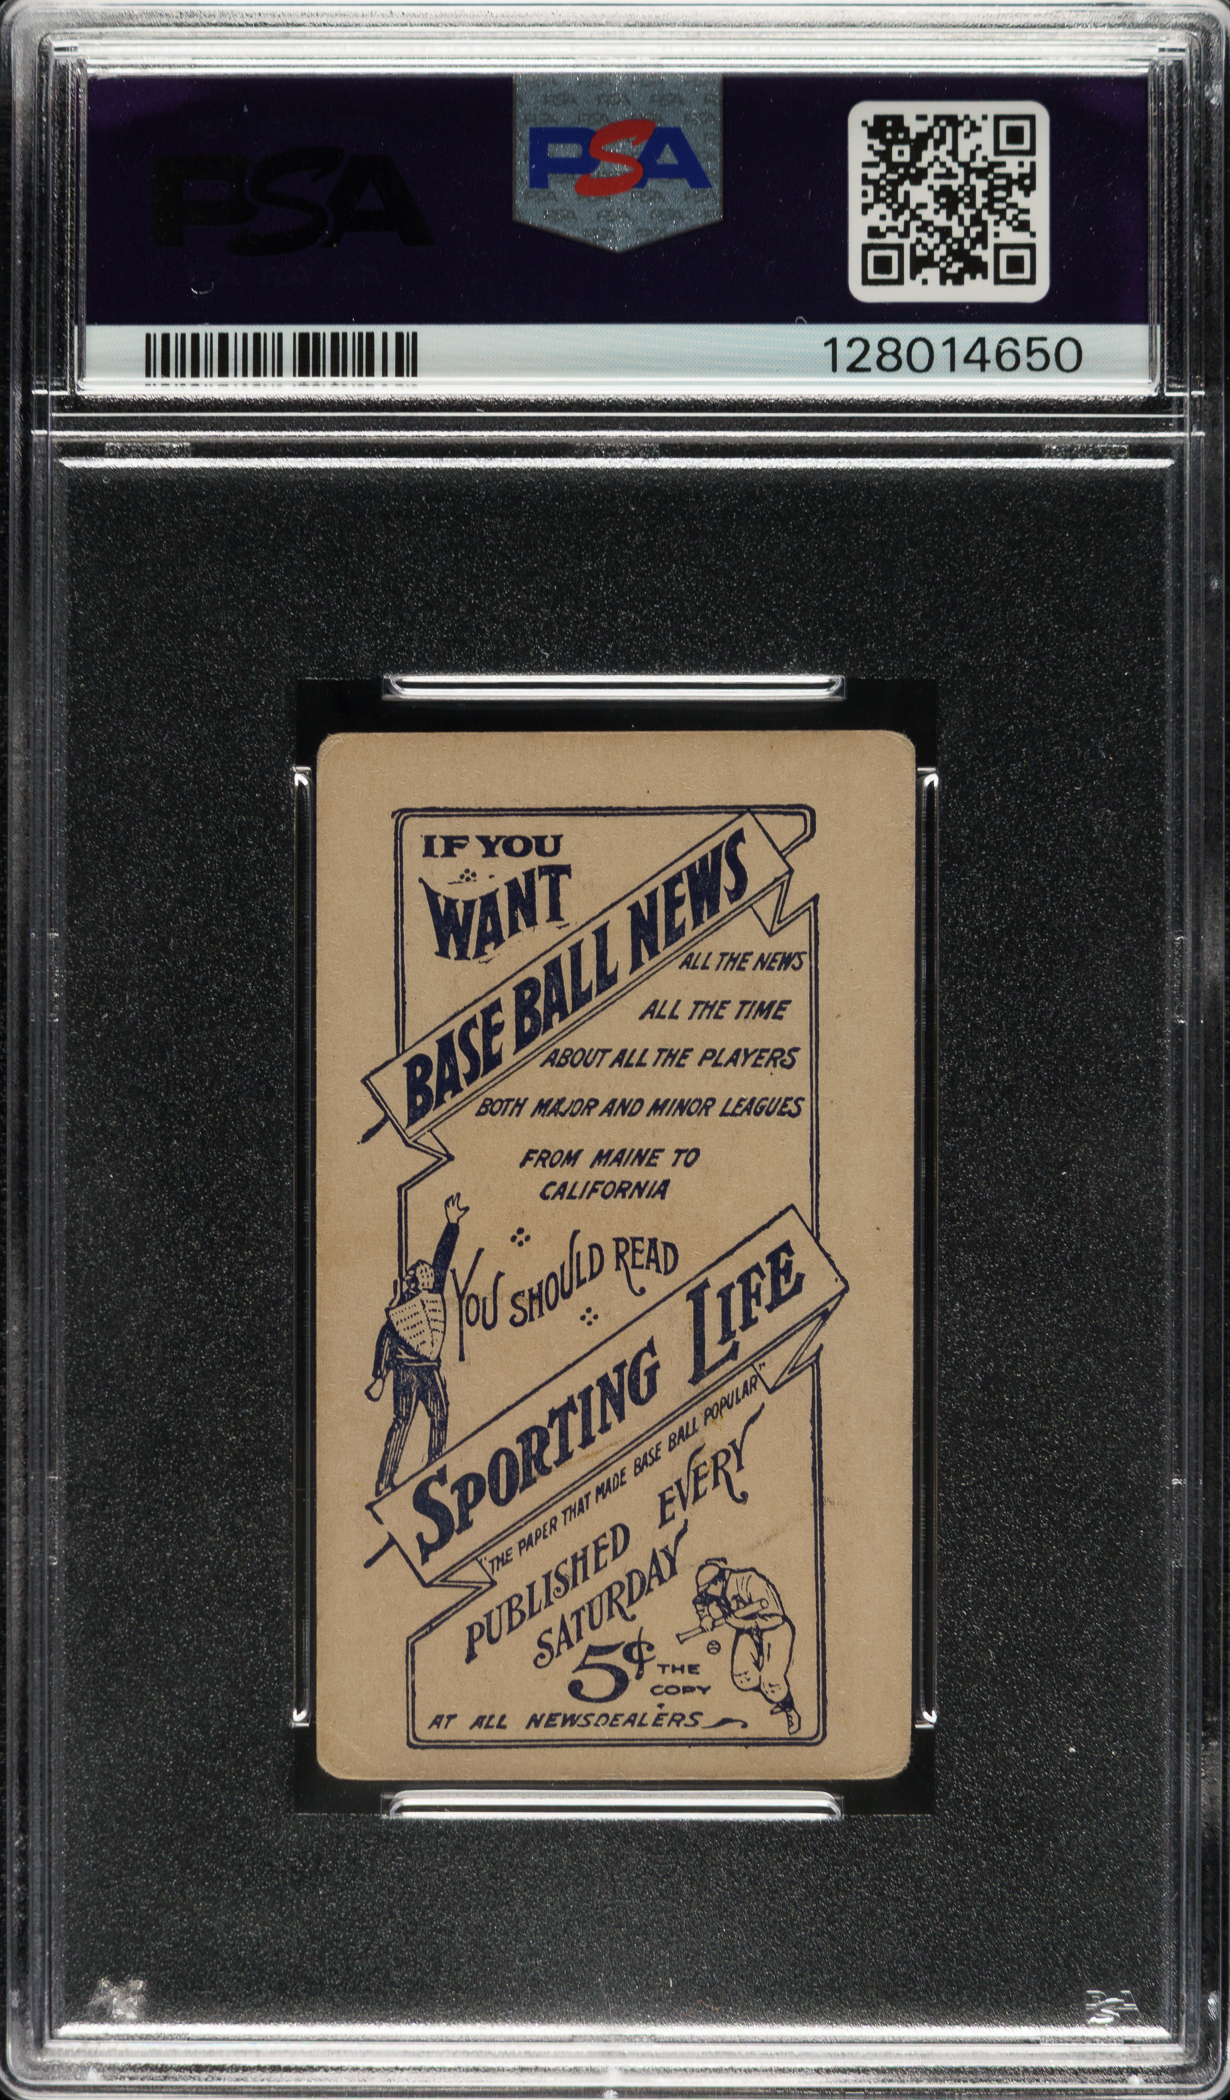 PSA
PSA
128014650
IF YOU
WANT
BASE BALL NEWS
ALL THE NEWS
ALL THE TIME
ABOUT ALL THE PLAYERS
BOTH MAJOR AND MINOR LEAGUES
FROM MAINE TO
CALIFORNIA
YOU SHOULD READ
SPORTING LIFE
"THE PAPER THAT MADE BASE BALL POPULAR"
PUBLISHED EVERY
SATURDAY
5¢ THE
COPY
AT ALL NEWSDEALERS
PSA